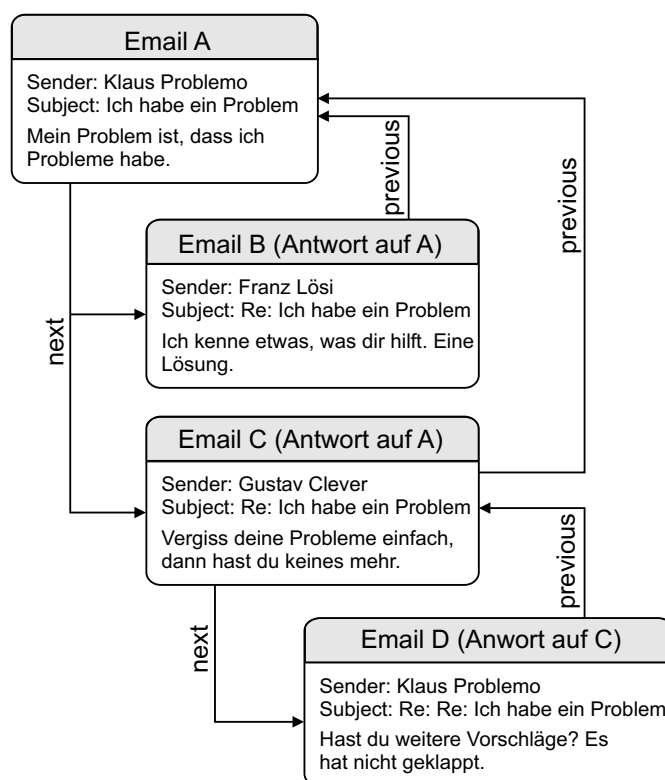 Email A
Sender: Klaus Problemo
Subject: Ich habe ein Problem
Mein Problem ist, dass ich
Probleme habe.
previous
previous
Email B (Antwort auf A)
Sender: Franz Lösi
Subject: Re: Ich habe ein Problem
Ich kenne etwas, was dir hilft. Eine
Lösung.
next
Email C (Antwort auf A)
Sender: Gustav Clever
Subject: Re: Ich habe ein Problem
Vergiss deine Probleme einfach,
dann hast du keines mehr.
previous
next
Email D (Anwort auf C)
Sender: Klaus Problemo
Subject: Re: Re: Ich habe ein Problem
Hast du weitere Vorschläge? Es
hat nicht geklappt.